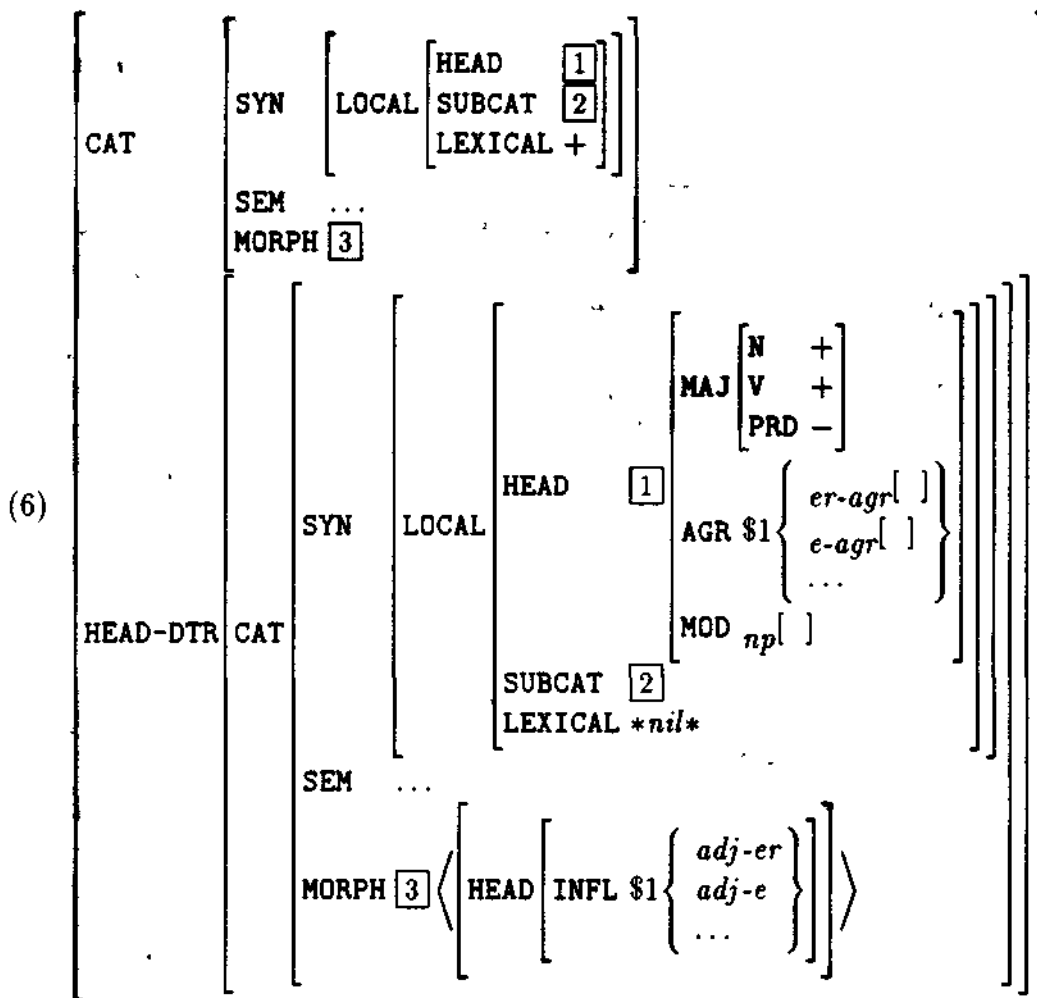 HEAD [1]
SYN LOCAL SUBCAT [2]
CAT LEXICAL +
SEM ...
MORPH [3]
N +
MAJ V +
PRD -
HEAD [1]
(6) er-agr[ ]
SYN LOCAL AGR $1 e-agr[ ]
...
HEAD-DTR CAT MOD np[ ]
SUBCAT [2]
LEXICAL *nil*
SEM ...
adj-er
MORPH [3] ⟨ HEAD INFL $1 { adj-e } ⟩
...